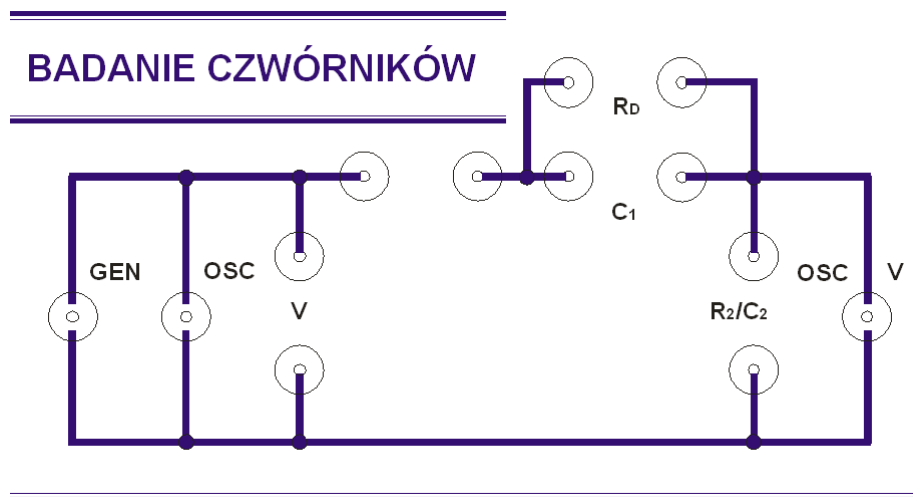 BADANIE CZWÓRNIKÓW
RD
C1
GEN
OSC
V
R2/C2
OSC
V